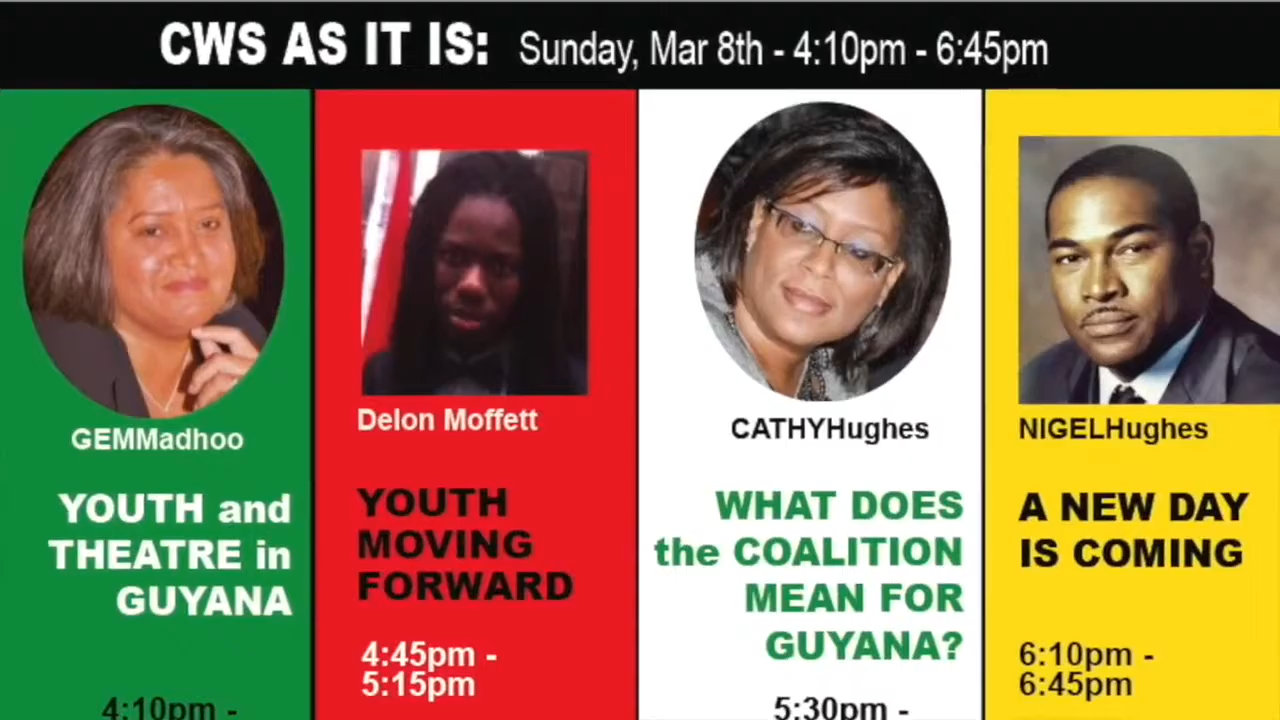 CWS AS IT IS: Sunday, Mar 8th - 4:10pm - 6:45pm
GEMMadhoo
YOUTH and
THEATRE in
GUYANA
4:10pm -
Delon Moffett
YOUTH
MOVING
FORWARD
4:45pm -
5:15pm
CATHYHughes
WHAT DOES
the COALITION
MEAN FOR
GUYANA?
5:30pm -
NIGELHughes
A NEW DAY
IS COMING
6:10pm -
6:45pm